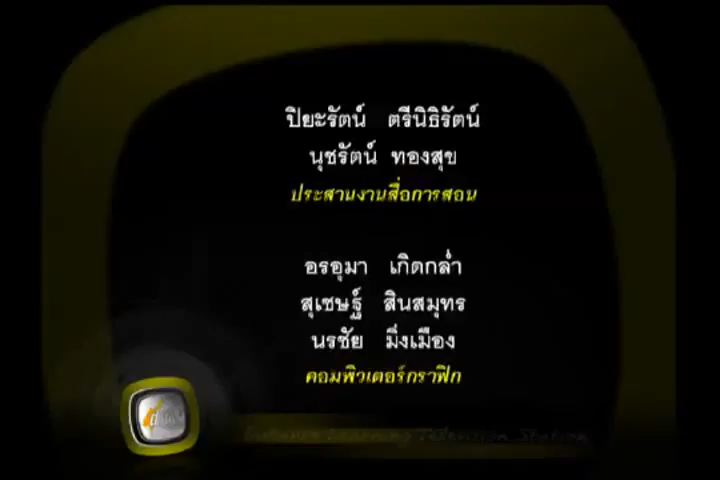 ปิยะรัตน์ ตรีนิธิรัตน์
นุชรัตน์ ทองสุข
ประสานงานสื่อการสอน
อรอุมา เกิดกล่ำ
สุเชษฐ์ สินสมุทร
นรชัย มิ่งเมือง
คอมพิวเตอร์กราฟิก
Distance Learning Television Station